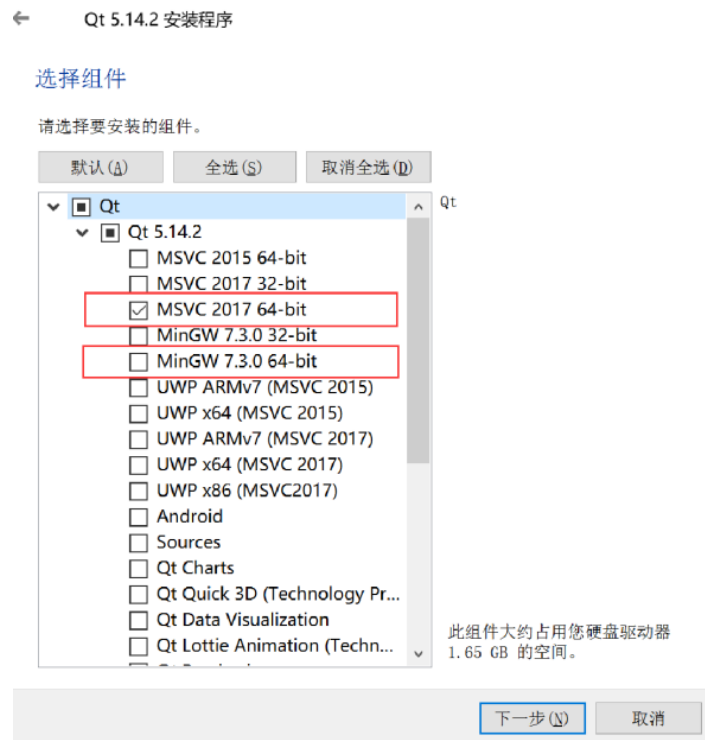 Qt 5.14.2 安装程序
选择组件
请选择要安装的组件。
默认(A) 全选(S) 取消全选(D)
Qt Qt
Qt 5.14.2
MSVC 2015 64-bit
MSVC 2017 32-bit
MSVC 2017 64-bit
MinGW 7.3.0 32-bit
MinGW 7.3.0 64-bit
UWP ARMv7 (MSVC 2015)
UWP x64 (MSVC 2015)
UWP ARMv7 (MSVC 2017)
UWP x64 (MSVC 2017)
UWP x86 (MSVC2017)
Android
Sources
Qt Charts
Qt Quick 3D (Technology Pr...
Qt Data Visualization
Qt Lottie Animation (Techn...
此组件大约占用您硬盘驱动器
1.65 GB 的空间。
下一步(N) 取消